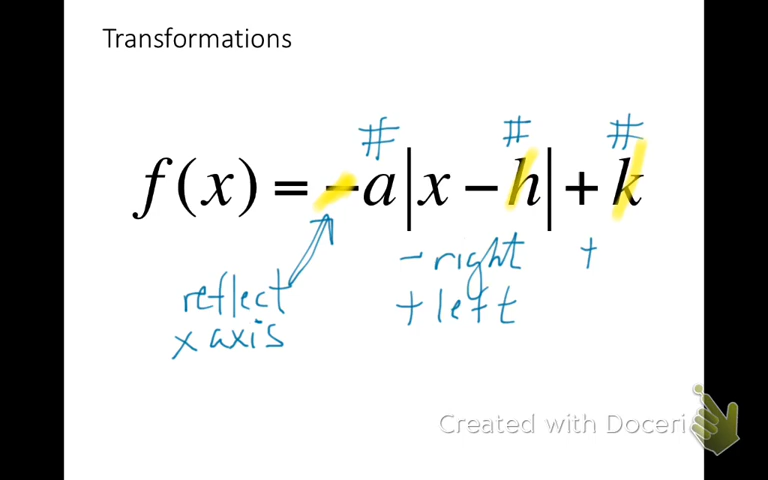 Transformations
# # #
f(x) = -a|x - h| + k
- right +
reflect + left
x axis
Created with Doceri